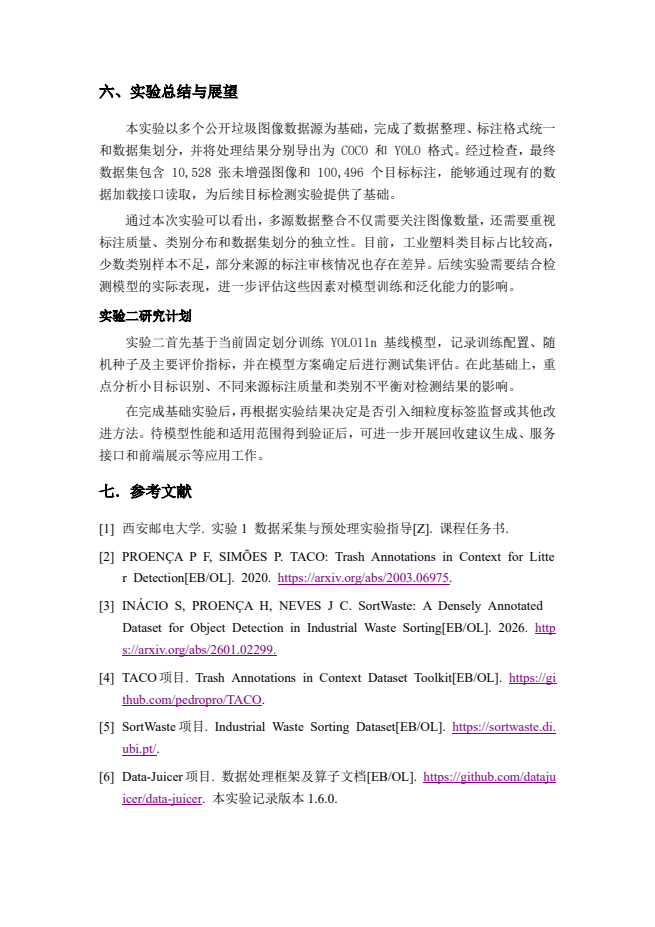 六、实验总结与展望
本实验以多个公开垃圾图像数据源为基础，完成了数据整理、标注格式统一
和数据集划分，并将处理结果分别导出为 COCO 和 YOLO 格式。经过检查，最终
数据集包含 10,528 张未增强图像和 100,496 个目标标注，能够通过现有的数
据加载接口读取，为后续目标检测实验提供了基础。
通过本次实验可以看出，多源数据整合不仅需要关注图像数量，还需要重视
标注质量、类别分布和数据集划分的独立性。目前，工业塑料类目标占比较高，
少数类别样本不足，部分来源的标注审核情况也存在差异。后续实验需要结合检
测模型的实际表现，进一步评估这些因素对模型训练和泛化能力的影响。
实验二研究计划
实验二首先基于当前固定划分训练 YOLO11n 基线模型，记录训练配置、随
机种子及主要评价指标，并在模型方案确定后进行测试集评估。在此基础上，重
点分析小目标识别、不同来源标注质量和类别不平衡对检测结果的影响。
在完成基础实验后，再根据实验结果决定是否引入细粒度标签监督或其他改
进方法。待模型性能和适用范围得到验证后，可进一步开展回收建议生成、服务
接口和前端展示等应用工作。
七．参考文献
[1] 西安邮电大学. 实验 1 数据采集与预处理实验指导[Z]. 课程任务书.
[2] PROENÇA P F, SIMÕES P. TACO: Trash Annotations in Context for Litte
r Detection[EB/OL]. 2020. https://arxiv.org/abs/2003.06975.
[3] INÁCIO S, PROENÇA H, NEVES J C. SortWaste: A Densely Annotated
Dataset for Object Detection in Industrial Waste Sorting[EB/OL]. 2026. http
s://arxiv.org/abs/2601.02299.
[4] TACO 项目. Trash Annotations in Context Dataset Toolkit[EB/OL]. https://gi
thub.com/pedropro/TACO.
[5] SortWaste 项目. Industrial Waste Sorting Dataset[EB/OL]. https://sortwaste.di.
ubi.pt/.
[6] Data-Juicer 项目. 数据处理框架及算子文档[EB/OL]. https://github.com/dataju
icer/data-juicer. 本实验记录版本 1.6.0.